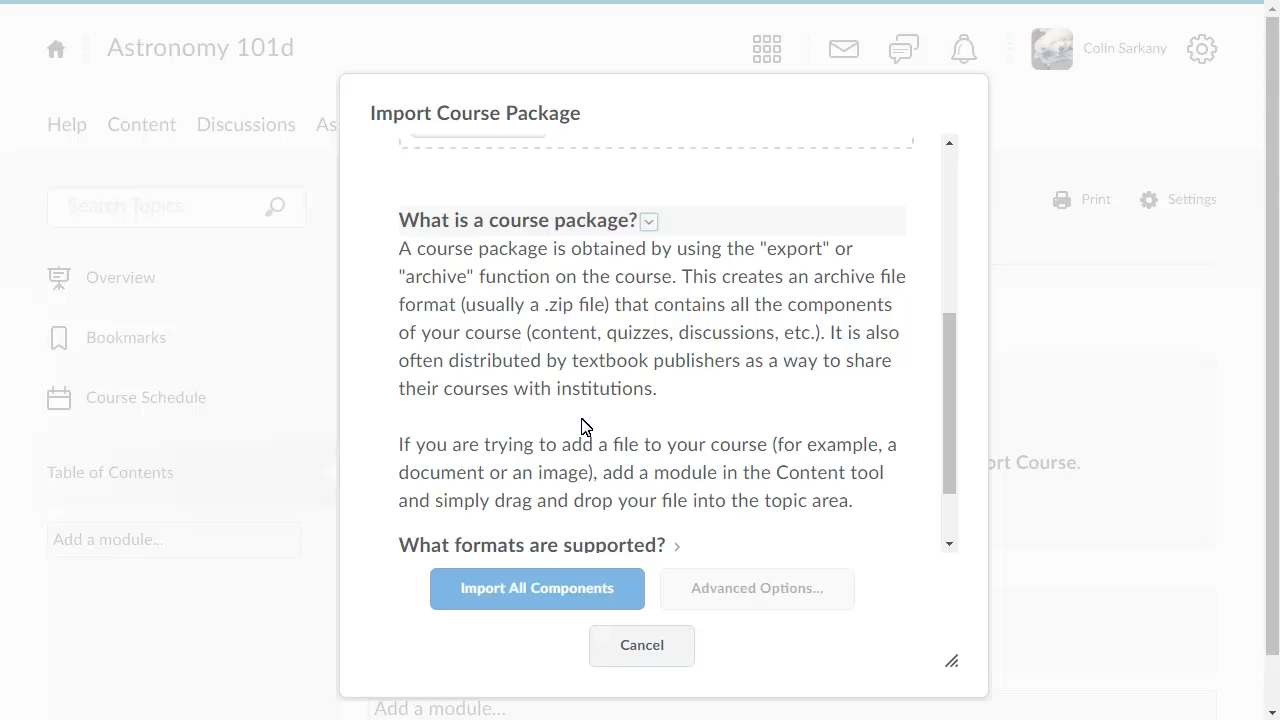 Astronomy 101d
Colin Sarkany
Help Content Discussions As
Import Course Package
Search Topics
Print
Settings
What is a course package?
A course package is obtained by using the "export" or
"archive" function on the course. This creates an archive file
format (usually a .zip file) that contains all the components
of your course (content, quizzes, discussions, etc.). It is also
often distributed by textbook publishers as a way to share
their courses with institutions.
If you are trying to add a file to your course (for example, a
document or an image), add a module in the Content tool
and simply drag and drop your file into the topic area.
What formats are supported?
Import All Components
Advanced Options...
Cancel
Overview
Bookmarks
Course Schedule
Table of Contents
Add a module...
ort Course.
Add a module...